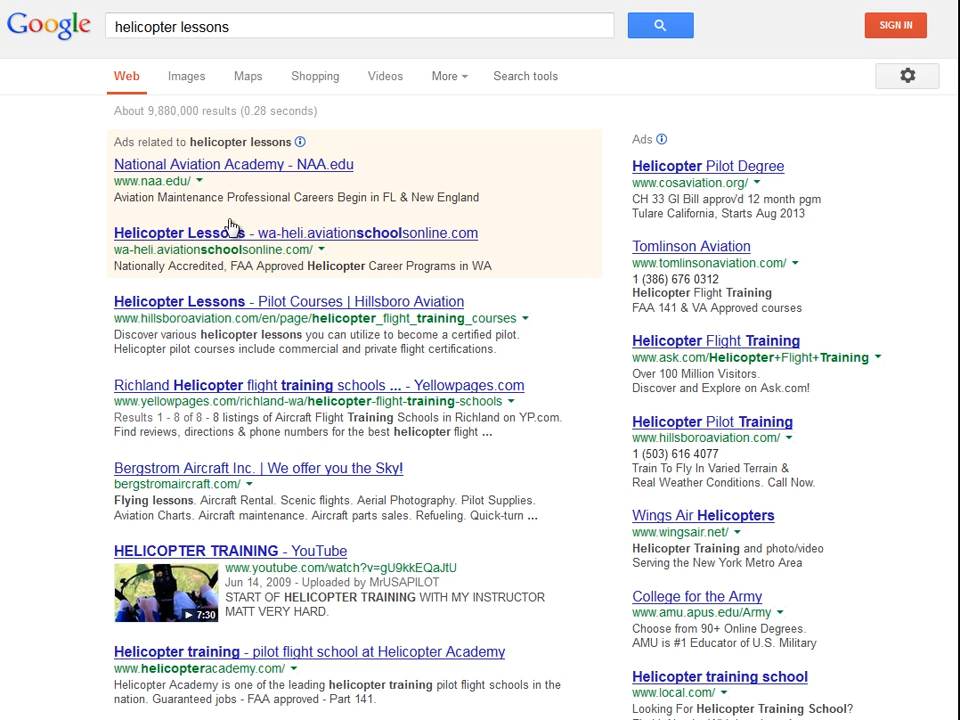 Google
helicopter lessons
SIGN IN
Web Images Maps Shopping Videos More Search tools
About 9,880,000 results (0.28 seconds)
Ads related to helicopter lessons
National Aviation Academy - NAA.edu
www.naa.edu/
Aviation Maintenance Professional Careers Begin in FL & New England
Helicopter Lessons - wa-heli.aviationschoolsonline.com
wa-heli.aviationschoolsonline.com/
Nationally Accredited, FAA Approved Helicopter Career Programs in WA
Helicopter Lessons - Pilot Courses | Hillsboro Aviation
www.hillsboroaviation.com/en/page/helicopter_flight_training_courses
Discover various helicopter lessons you can utilize to become a certified pilot.
Helicopter pilot courses include commercial and private flight certifications.
Richland Helicopter flight training schools ... - Yellowpages.com
www.yellowpages.com/richland-wa/helicopter-flight-training-schools
Results 1 - 8 of 8 - 8 listings of Aircraft Flight Training Schools in Richland on YP.com.
Find reviews, directions & phone numbers for the best helicopter flight ...
Bergstrom Aircraft Inc. | We offer you the Sky!
bergstromaircraft.com/
Flying lessons. Aircraft Rental. Scenic flights. Aerial Photography. Pilot Supplies.
Aviation Charts. Aircraft maintenance. Aircraft parts sales. Refueling. Quick-turn ...
HELICOPTER TRAINING - YouTube
www.youtube.com/watch?v=gU9kkEQaJtU
Jun 14, 2009 - Uploaded by MrUSAPILOT
START OF HELICOPTER TRAINING WITH MY INSTRUCTOR
MATT VERY HARD.
7:30
Helicopter training - pilot flight school at Helicopter Academy
www.helicopteracademy.com/
Helicopter Academy is one of the leading helicopter training pilot flight schools in the
nation. Guaranteed jobs - FAA approved - Part 141.
Ads
Helicopter Pilot Degree
www.cosaviation.org/
CH 33 GI Bill approv'd 12 month pgm
Tulare California, Starts Aug 2013
Tomlinson Aviation
www.tomlinsonaviation.com/
1 (386) 676 0312
Helicopter Flight Training
FAA 141 & VA Approved courses
Helicopter Flight Training
www.ask.com/Helicopter+Flight+Training
Over 100 Million Visitors.
Discover and Explore on Ask.com!
Helicopter Pilot Training
www.hillsboroaviation.com/
1 (503) 616 4077
Train To Fly In Varied Terrain &
Real Weather Conditions. Call Now.
Wings Air Helicopters
www.wingsair.net/
Helicopter Training and photo/video
Serving the New York Metro Area
College for the Army
www.amu.apus.edu/Army
Choose from 90+ Online Degrees.
AMU is #1 Educator of U.S. Military
Helicopter training school
www.local.com/
Looking For Helicopter Training School?